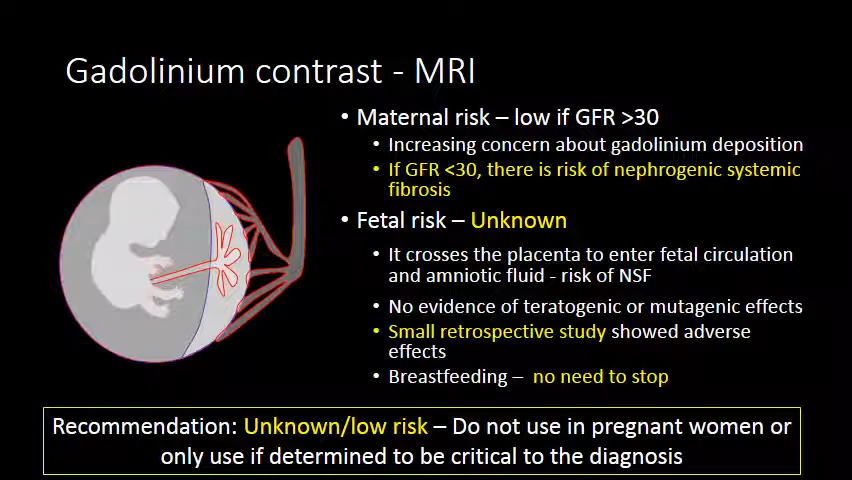 Gadolinium contrast - MRI
• Maternal risk – low if GFR >30
• Increasing concern about gadolinium deposition
• If GFR <30, there is risk of nephrogenic systemic
fibrosis
• Fetal risk – Unknown
• It crosses the placenta to enter fetal circulation
and amniotic fluid - risk of NSF
• No evidence of teratogenic or mutagenic effects
• Small retrospective study showed adverse
effects
• Breastfeeding – no need to stop
Recommendation: Unknown/low risk – Do not use in pregnant women or
only use if determined to be critical to the diagnosis